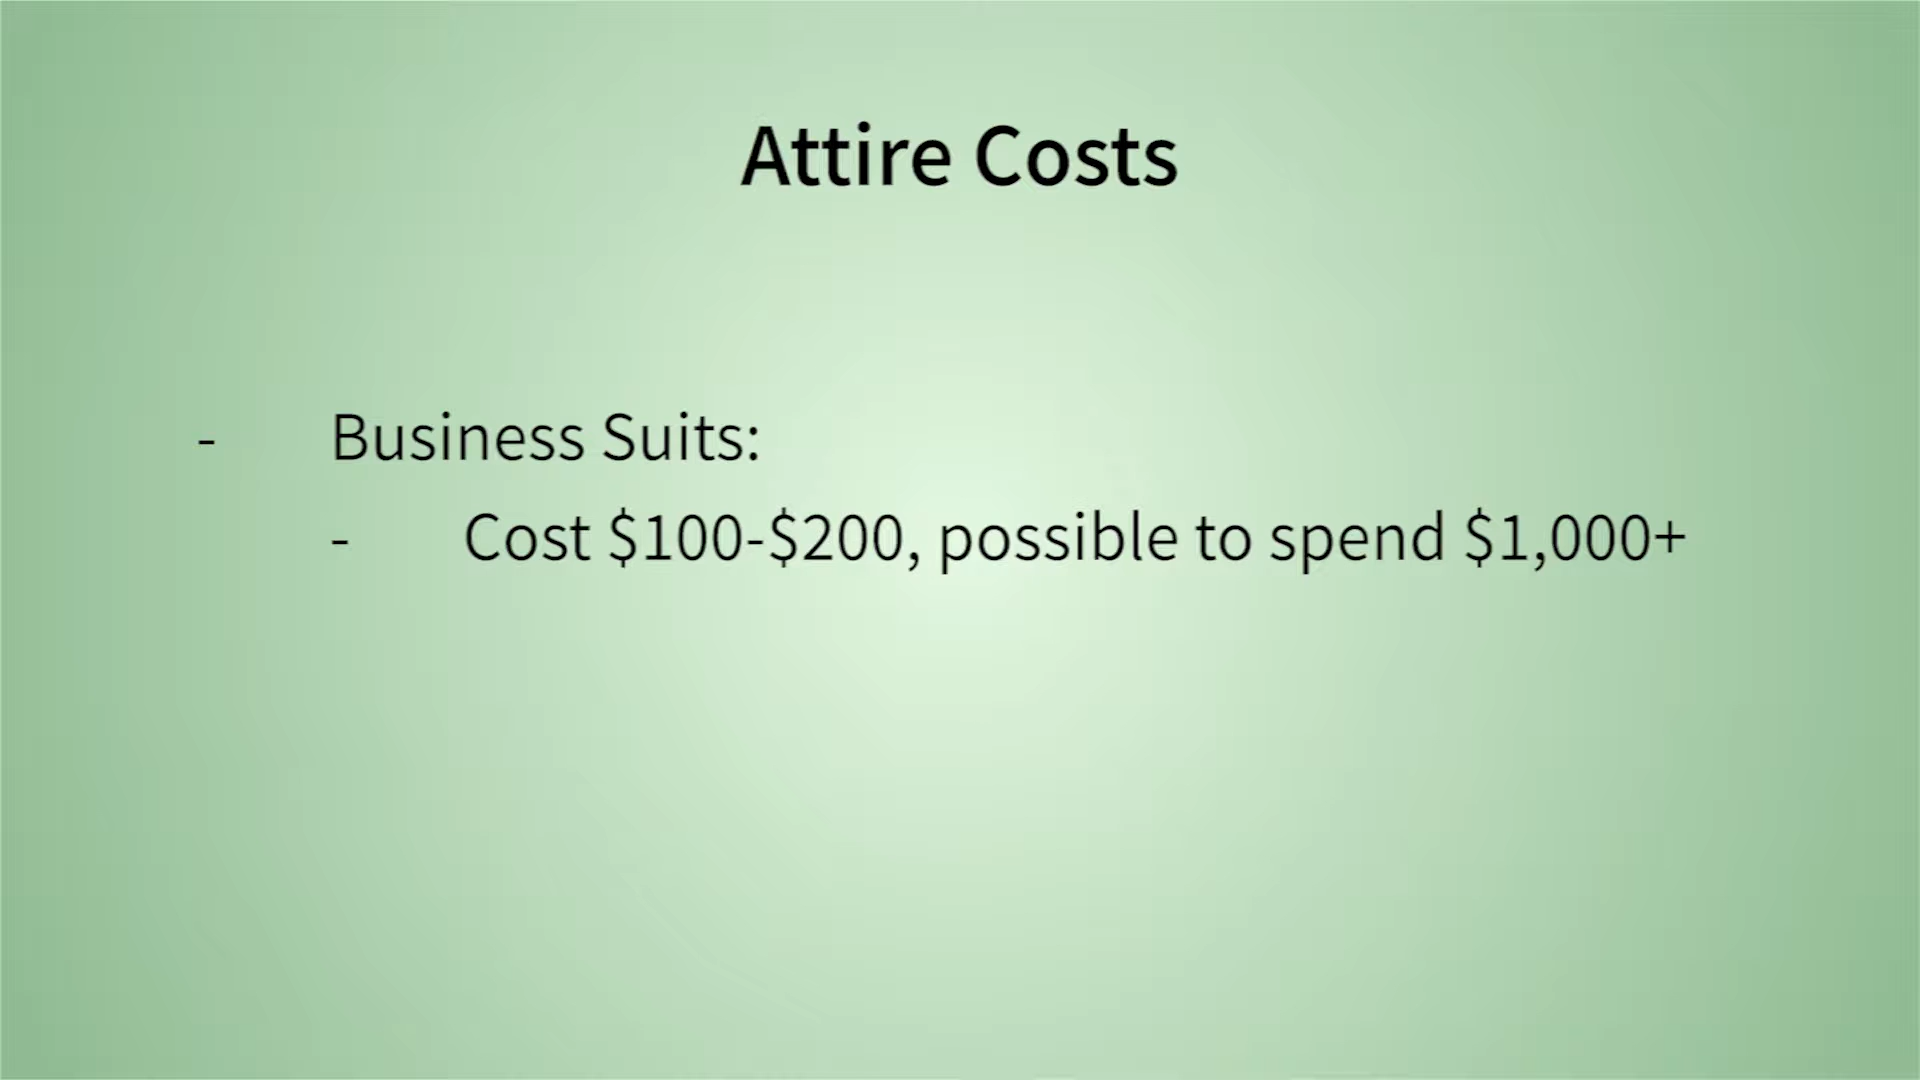 Attire Costs
- Business Suits:
- Cost $100-$200, possible to spend $1,000+